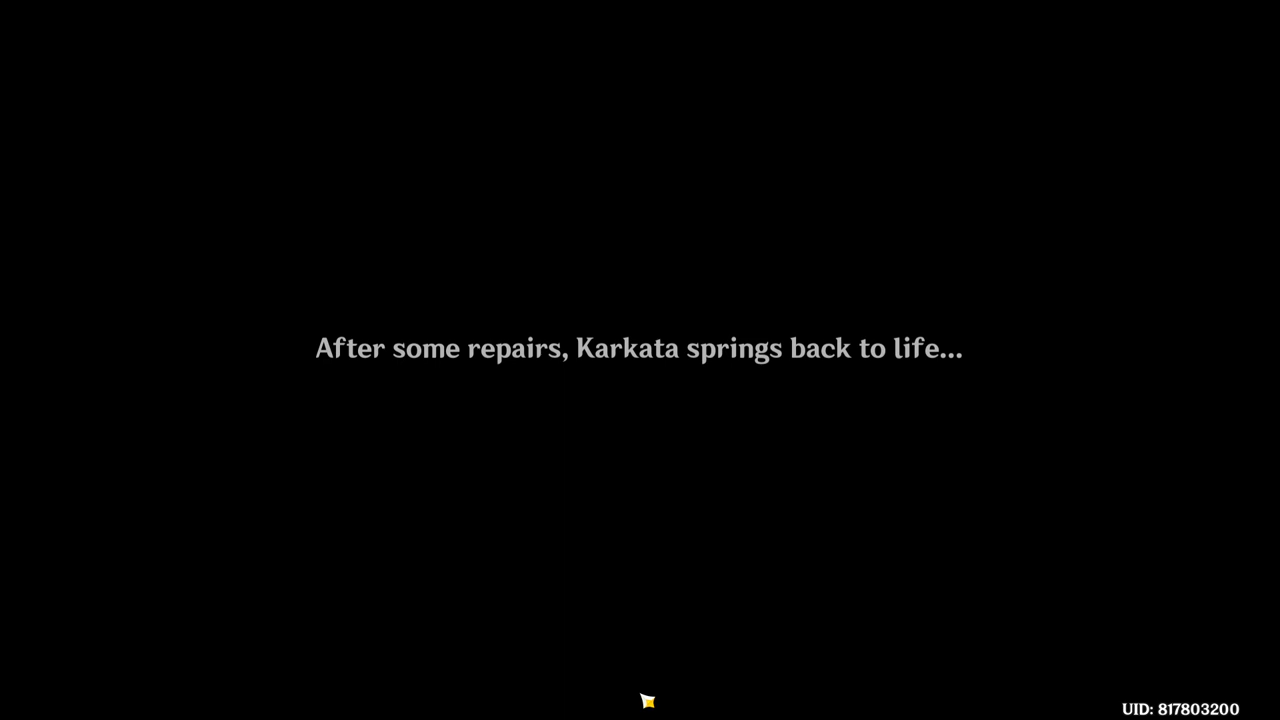 After some repairs, Karkata springs back to life...
UID: 817803200